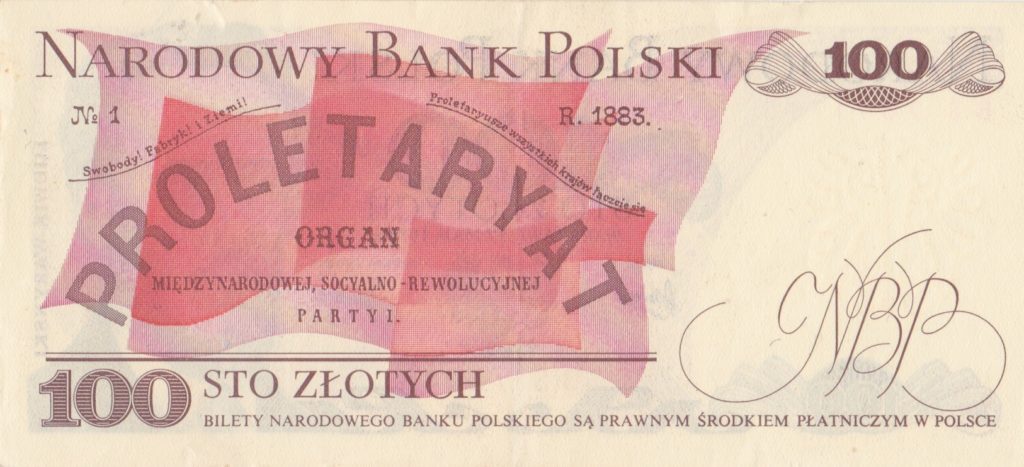 NARODOWY BANK POLSKI
100
№ 1
R. 1883.
Swobody! Fabryk! i Ziemi!
Proletaryusze wszystkich krajów łączcie się
PROLETARYAT
ORGAN
MIĘDZYNARODOWEJ, SOCYALNO-REWOLUCYJNEJ
PARTYI.
NBP
100 STO ZŁOTYCH
BILETY NARODOWEGO BANKU POLSKIEGO SĄ PRAWNYM ŚRODKIEM PŁATNICZYM W POLSCE